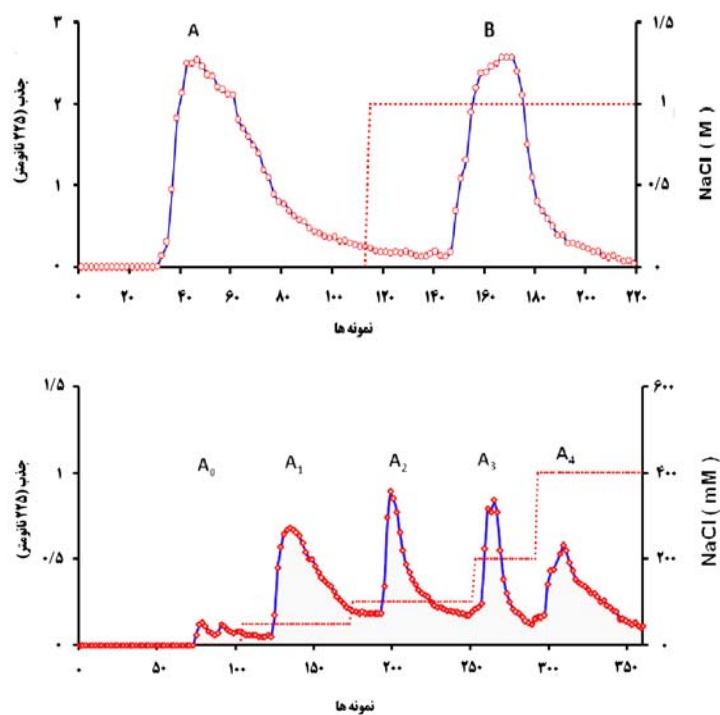 A
B
۳
۲
۱
۰
جذب (۲۲۵ نانومتر)
۱/۵
۱
۰/۵
۰
NaCl ( M )
۰ ۲۰ ۴۰ ۶۰ ۸۰ ۱۰۰ ۱۲۰ ۱۴۰ ۱۶۰ ۱۸۰ ۲۰۰ ۲۲۰
نمونه ها
A₀ A₁ A₂ A₃ A₄
۱/۵
۱
۰/۵
۰
جذب (۲۲۵ نانومتر)
۶۰۰
۴۰۰
۲۰۰
۰
NaCl ( mM )
۰ ۵۰ ۱۰۰ ۱۵۰ ۲۰۰ ۲۵۰ ۳۰۰ ۳۵۰
نمونه ها